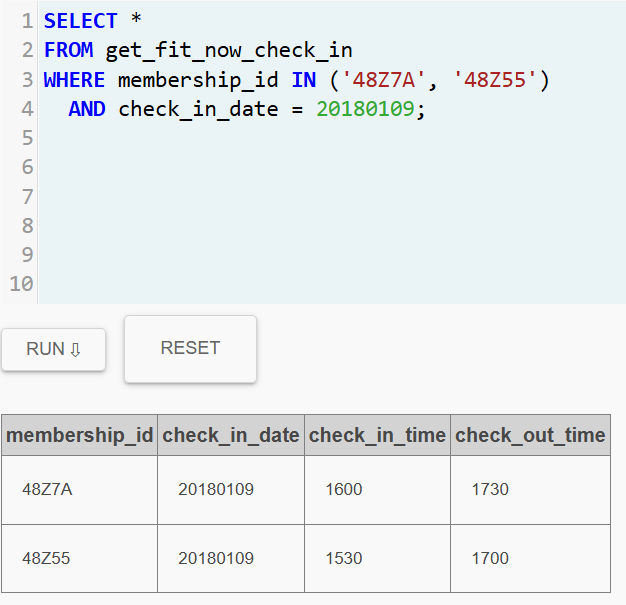 1 SELECT *
2 FROM get_fit_now_check_in
3 WHERE membership_id IN ('48Z7A', '48Z55')
4   AND check_in_date = 20180109;
5
6
7
8
9
10
RUN ⇩ RESET
membership_id check_in_date check_in_time check_out_time
48Z7A 20180109 1600 1730
48Z55 20180109 1530 1700